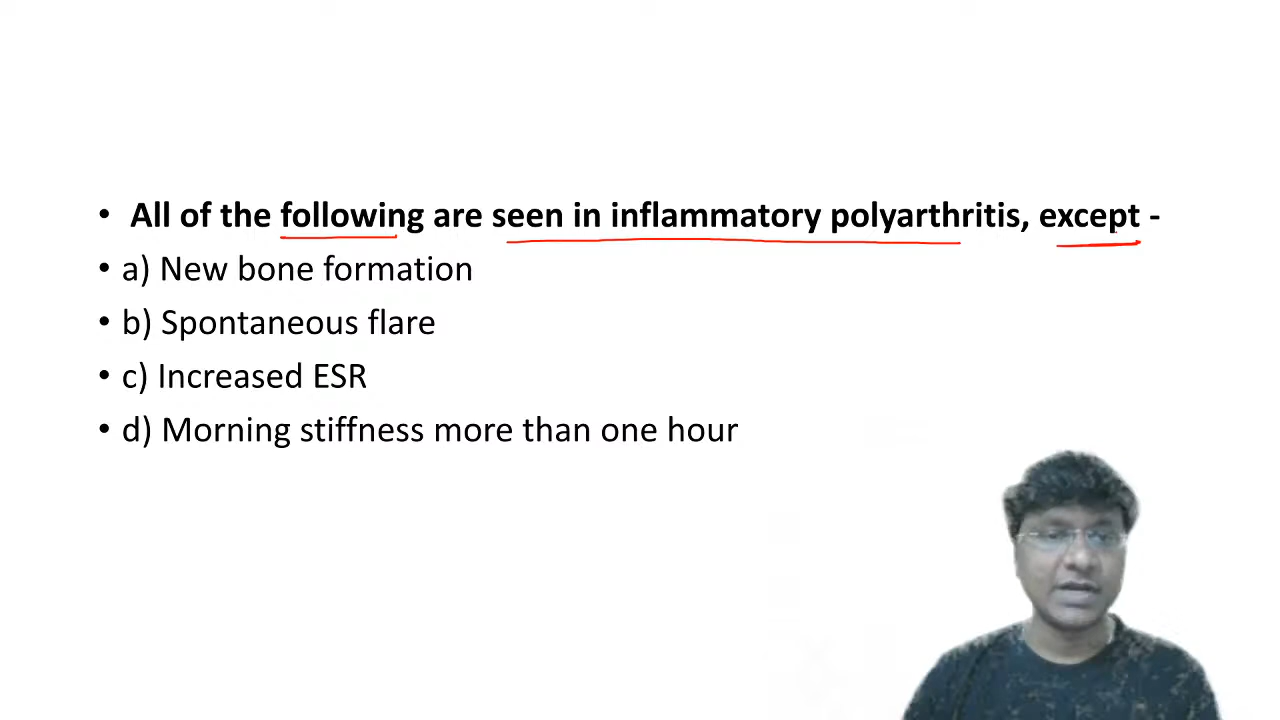 • All of the following are seen in inflammatory polyarthritis, except -
• a) New bone formation
• b) Spontaneous flare
• c) Increased ESR
• d) Morning stiffness more than one hour